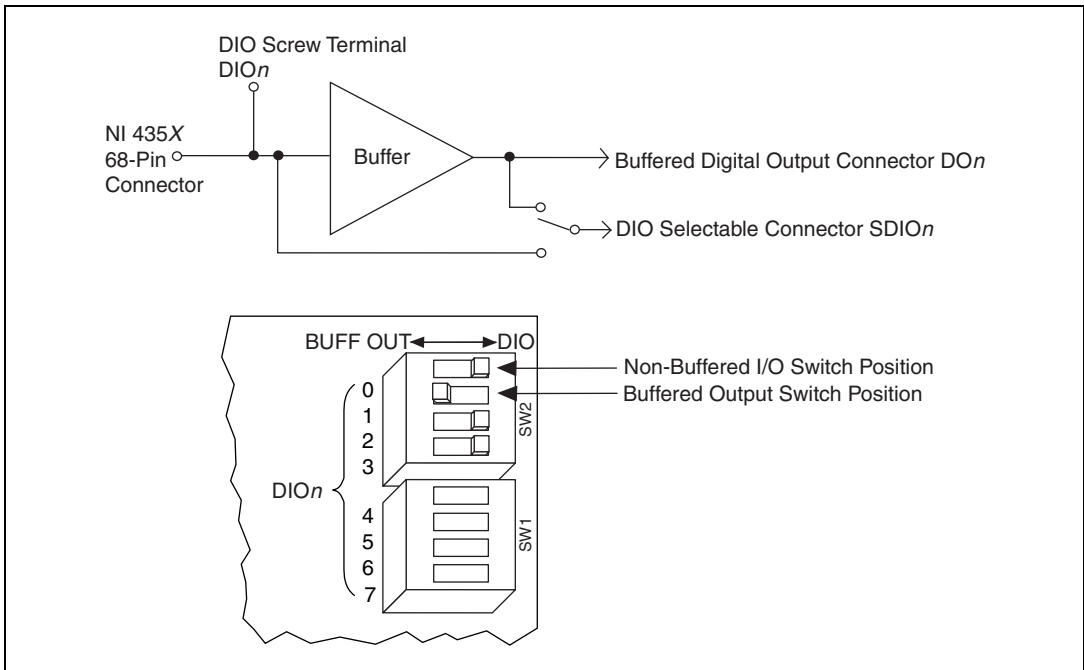 DIO Screw Terminal
DIOn
NI 435X
68-Pin
Connector
Buffer
Buffered Digital Output Connector DOn
DIO Selectable Connector SDIOn
BUFF OUT
DIO
Non-Buffered I/O Switch Position
Buffered Output Switch Position
0
1
2
3
SW2
DIOn
4
5
6
7
SW1